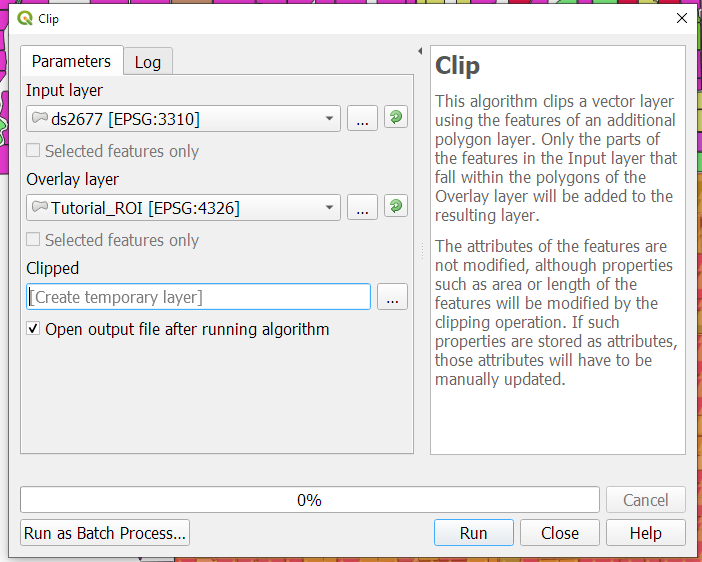 Clip
Parameters
Log
Input layer
ds2677 [EPSG:3310]
...
Selected features only
Overlay layer
Tutorial_ROI [EPSG:4326]
...
Selected features only
Clipped
[Create temporary layer]
...
Open output file after running algorithm
Clip
This algorithm clips a vector layer
using the features of an additional
polygon layer. Only the parts of
the features in the Input layer that
fall within the polygons of the
Overlay layer will be added to the
resulting layer.
The attributes of the features are
not modified, although properties
such as area or length of the
features will be modified by the
clipping operation. If such
properties are stored as attributes,
those attributes will have to be
manually updated.
0%
Cancel
Run as Batch Process...
Run
Close
Help